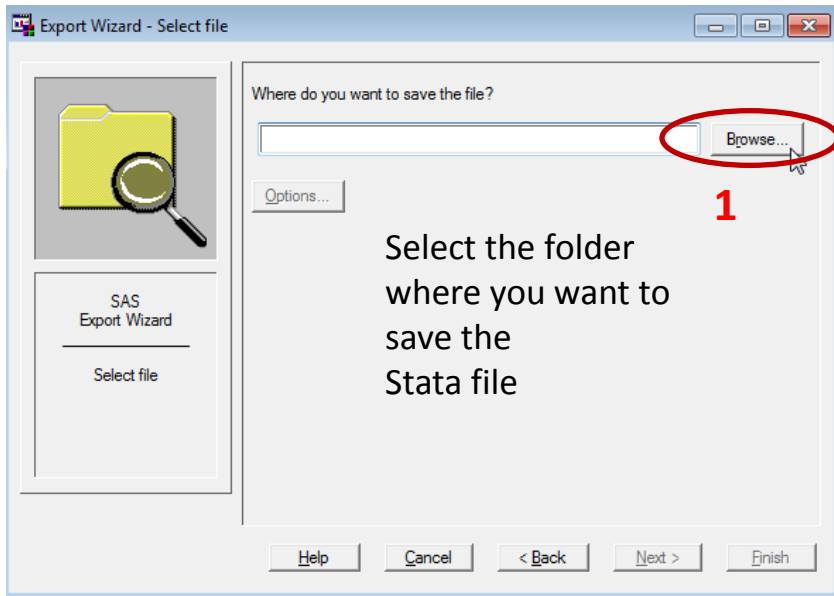 Export Wizard - Select file
Where do you want to save the file?
Browse...
Options...
1
Select the folder
where you want to
save the
Stata file
SAS
Export Wizard
Select file
Help Cancel < Back Next > Finish